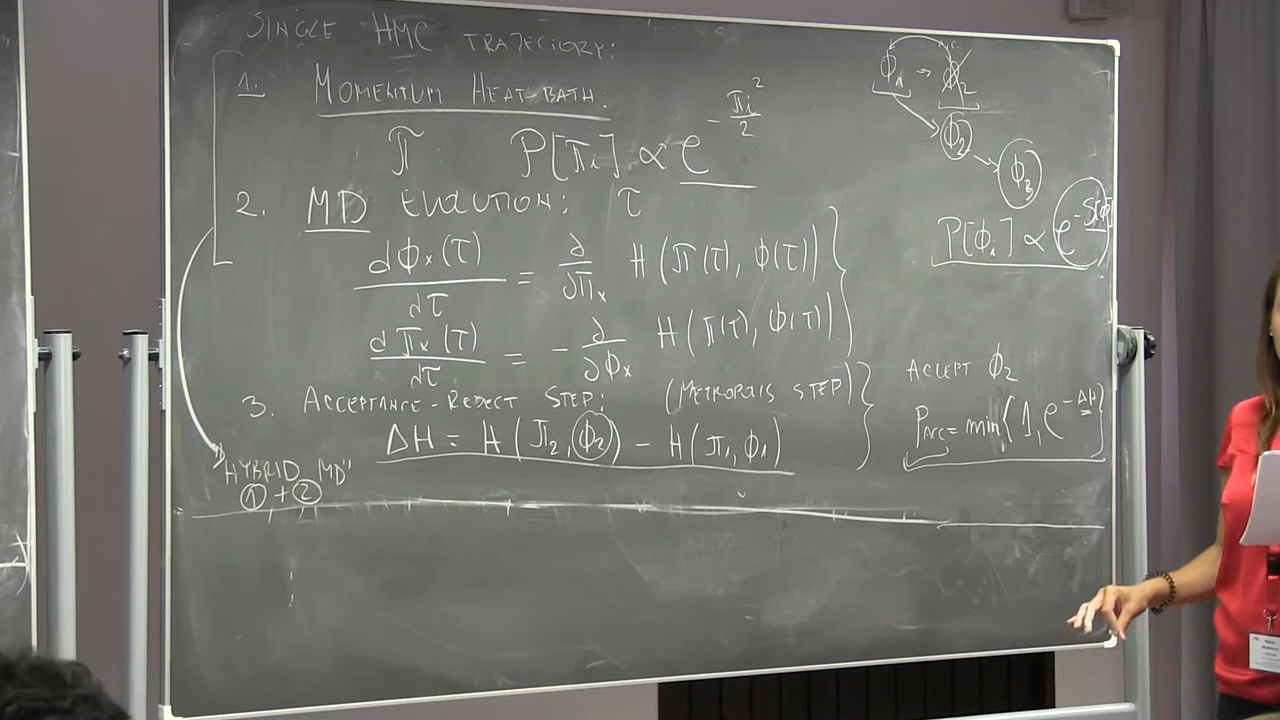 SINGLE HMC TRAJECTORY:
1. MOMENTUM HEAT-BATH:
π P[πi] ∝ e^{-πi²/2}
2. MD EVOLUTION: τ
dϕx(τ)/dτ = ∂/∂πx H(π(τ), ϕ(τ))
dπx(τ)/dτ = -∂/∂ϕx H(π(τ), ϕ(τ))
3. ACCEPTANCE-REJECT STEP: (METROPOLIS STEP)
ΔH = H(π2, ϕ2) - H(π1, ϕ1)
"HYBRID MD"
① + ②
ϕ1 → ϕ2
ϕ2
ϕ3
P[ϕi] ∝ e^{-S[ϕ]}
ACCEPT ϕ2
PACC = min{1, e^{-ΔH}}